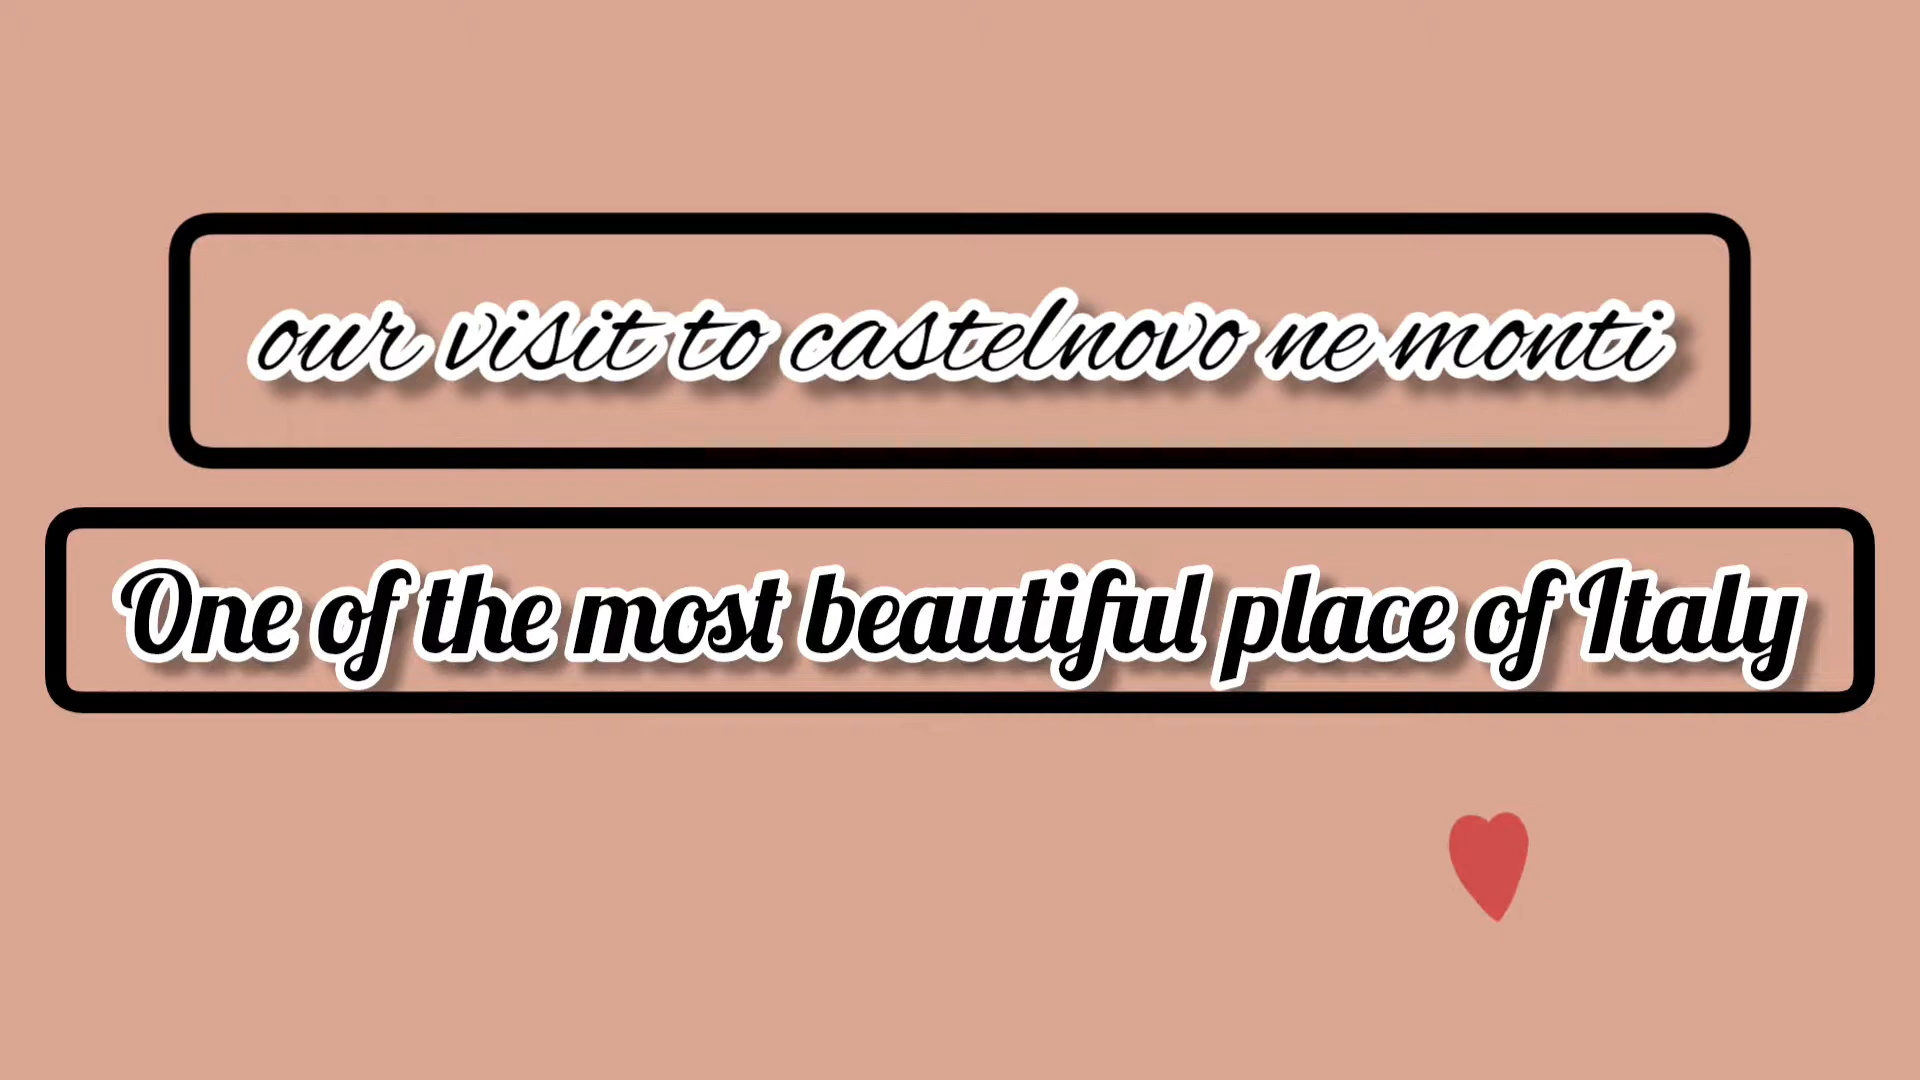 our visit to castelnovo ne monti
One of the most beautiful place of Italy